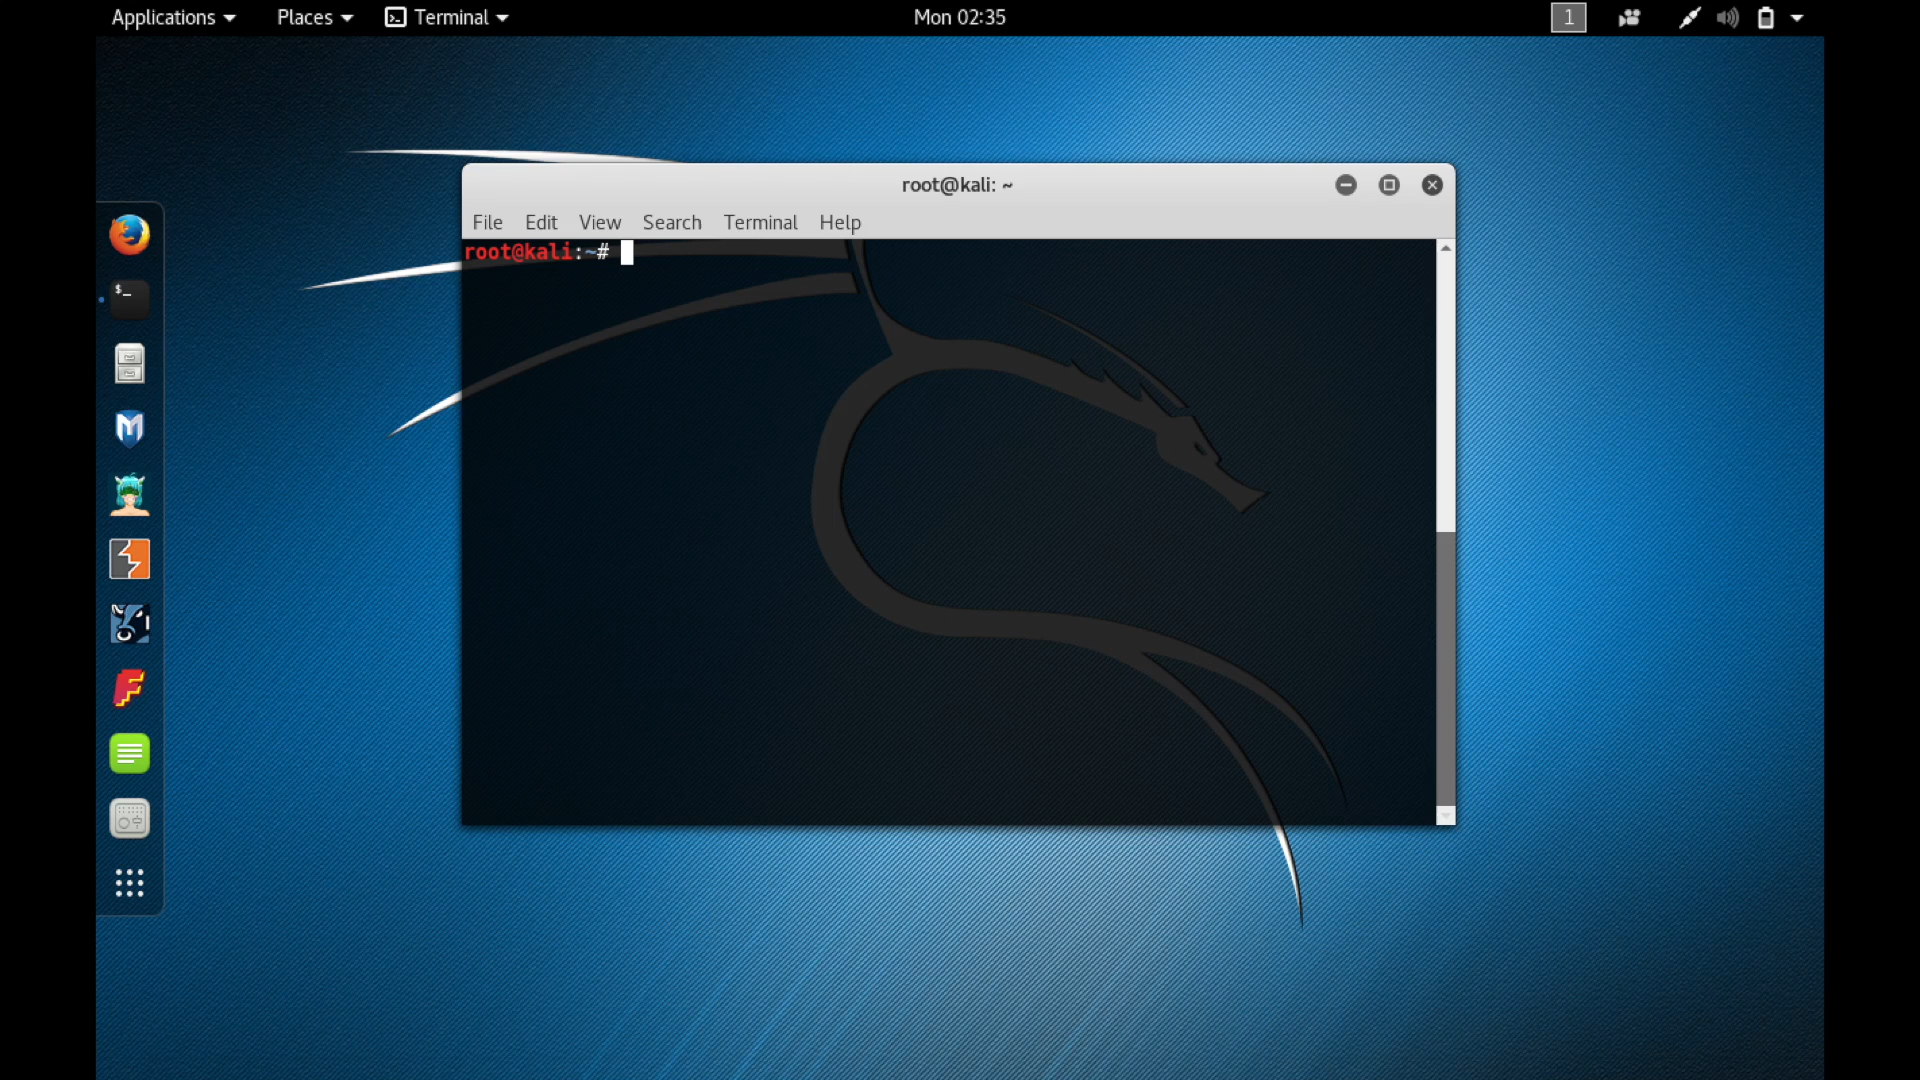 Applications Places Terminal Mon 02:35 1
root@kali: ~
File Edit View Search Terminal Help
root@kali:~#
$_